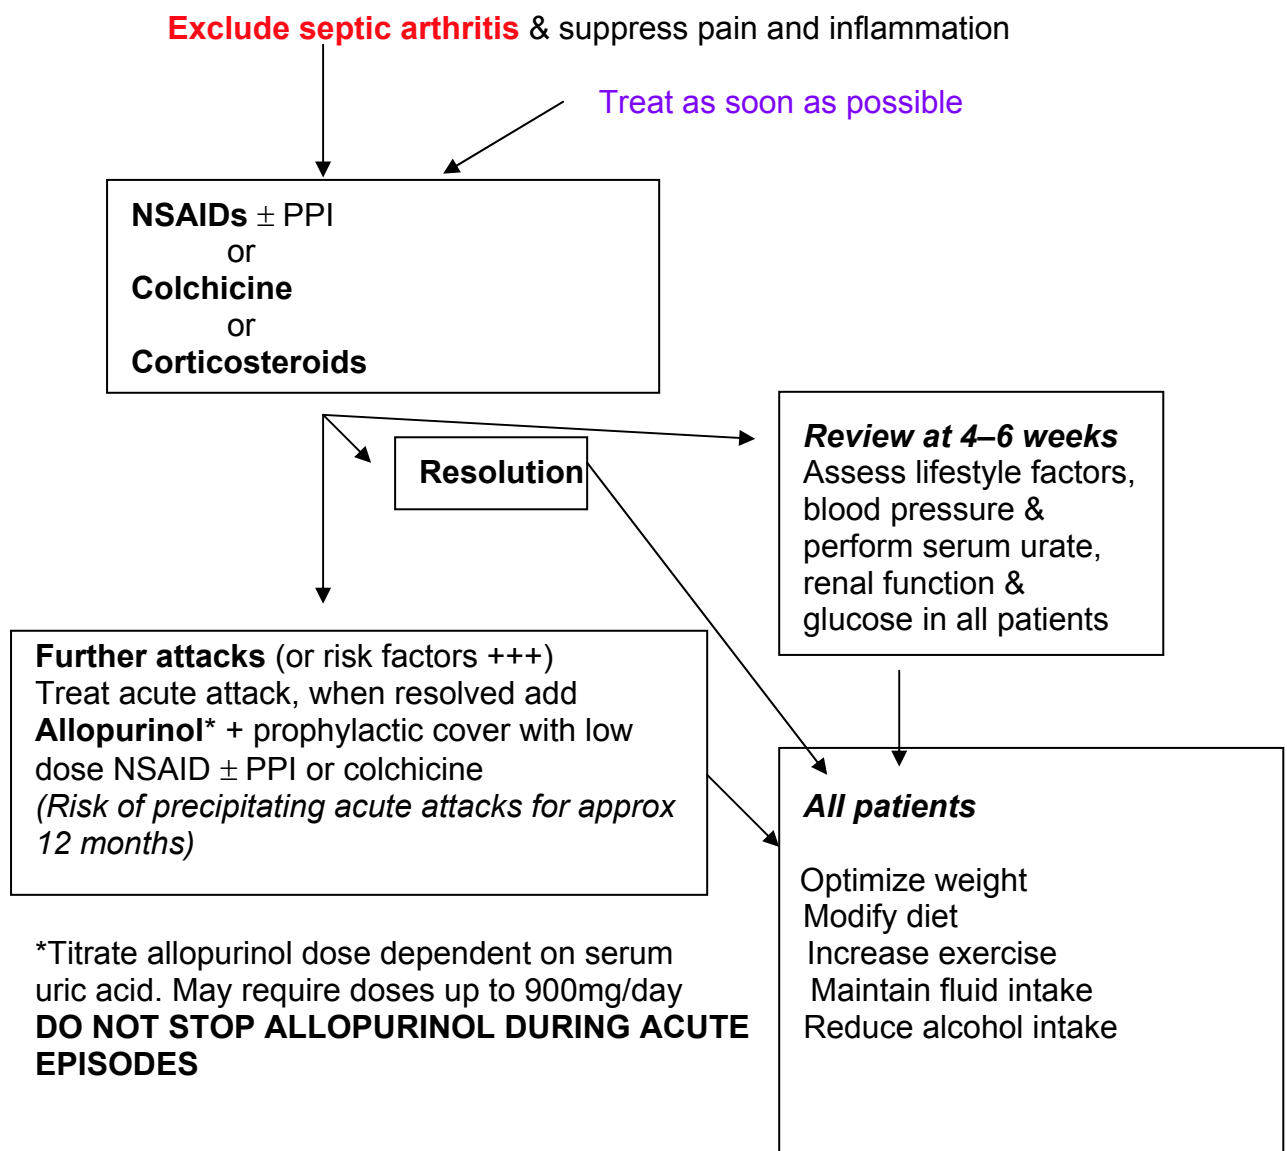 Exclude septic arthritis & suppress pain and inflammation
Treat as soon as possible
NSAIDs ± PPI
or
Colchicine
or
Corticosteroids
Resolution
Review at 4–6 weeks
Assess lifestyle factors,
blood pressure &
perform serum urate,
renal function &
glucose in all patients
Further attacks (or risk factors +++)
Treat acute attack, when resolved add
Allopurinol* + prophylactic cover with low
dose NSAID ± PPI or colchicine
(Risk of precipitating acute attacks for approx
12 months)
*Titrate allopurinol dose dependent on serum
uric acid. May require doses up to 900mg/day
DO NOT STOP ALLOPURINOL DURING ACUTE
EPISODES
All patients
Optimize weight
Modify diet
Increase exercise
Maintain fluid intake
Reduce alcohol intake